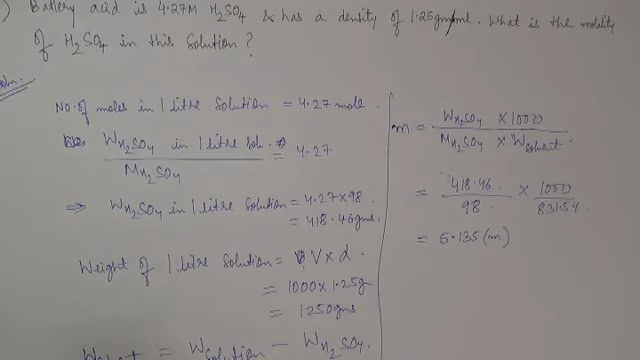 ) Battery acid is 4.27M H2SO4 & has a density of 1.25gm/ml. What is the molality
of H2SO4 in this Solution?
Soln.
No. of moles in 1 litre Solution = 4.27 mole.
WH2SO4 in 1 litre Sol. = 4.27
MH2SO4
⇒ WH2SO4 in 1 litre Solution = 4.27×98
= 418.46gms.
Weight of 1 litre Solution = V×d.
= 1000×1.25g
= 1250gms
= WSolution − WH2SO4.
m = WH2SO4 × 1000
MH2SO4 × WSolvent.
= 418.46 × 1000
98 831.54
= 5.135 (m)